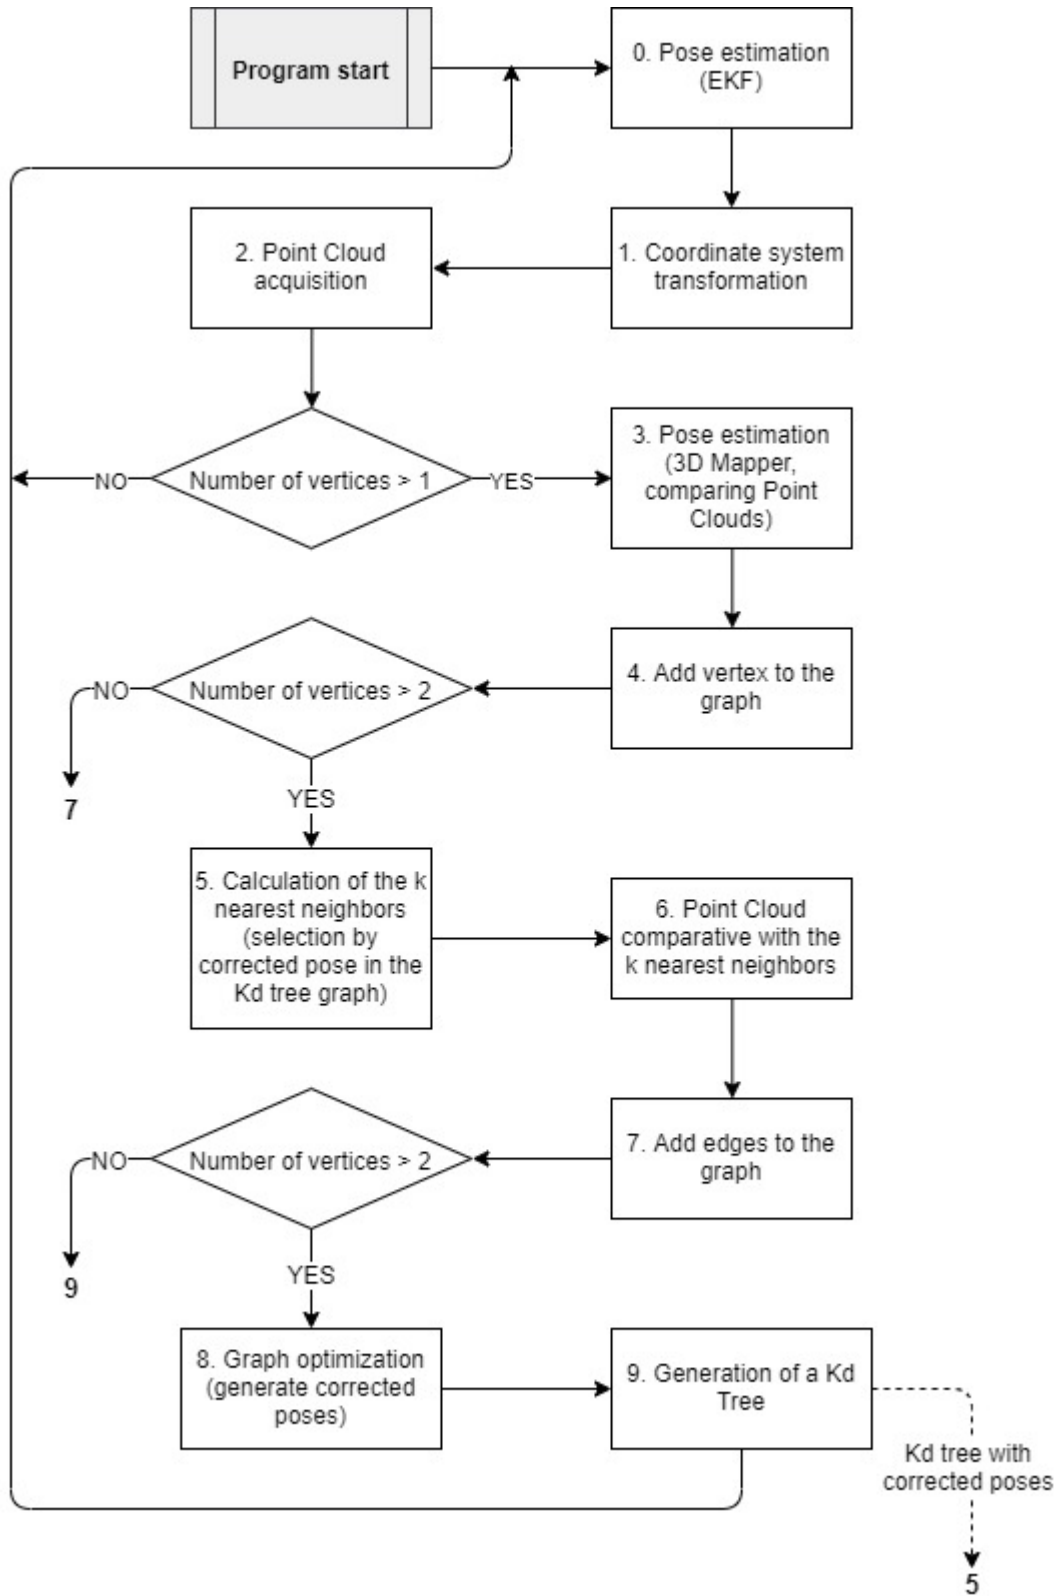 Program start
0. Pose estimation
(EKF)
2. Point Cloud
acquisition
1. Coordinate system
transformation
NO
Number of vertices > 1
YES
3. Pose estimation
(3D Mapper,
comparing Point
Clouds)
NO
Number of vertices > 2
4. Add vertex to the
graph
7
YES
5. Calculation of the k
nearest neighbors
(selection by
corrected pose in the
Kd tree graph)
6. Point Cloud
comparative with the
k nearest neighbors
NO
Number of vertices > 2
7. Add edges to the
graph
9
YES
8. Graph optimization
(generate corrected
poses)
9. Generation of a Kd
Tree
Kd tree with
corrected poses
5